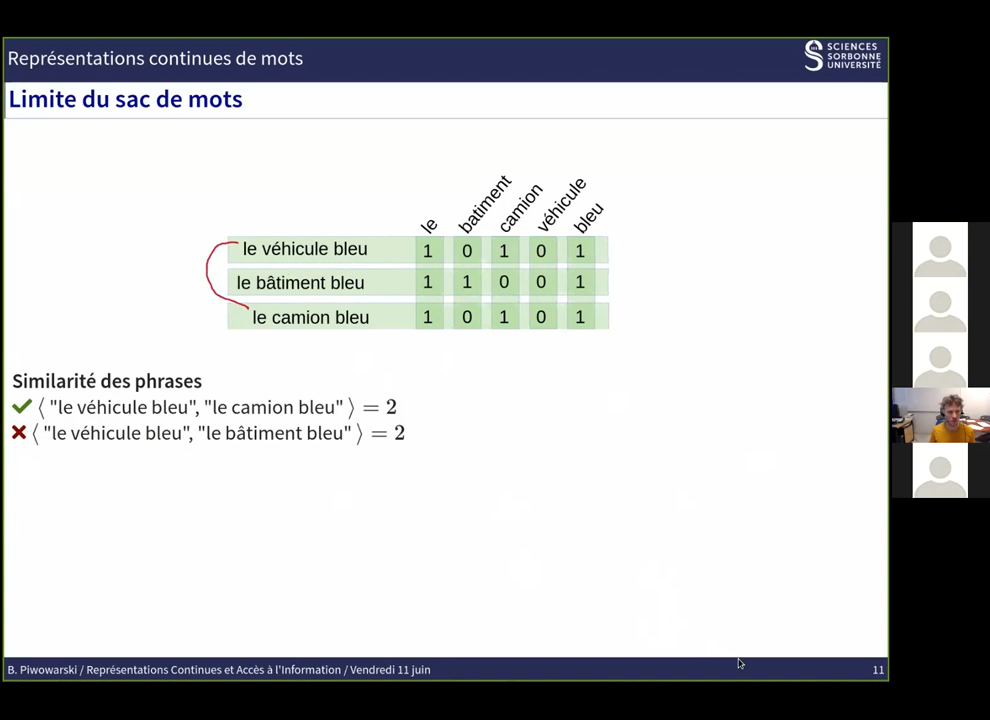 Représentations continues de mots
SCIENCES
SORBONNE
UNIVERSITÉ
Limite du sac de mots
le batiment camion véhicule bleu
le véhicule bleu 1 0 1 0 1
le bâtiment bleu 1 1 0 0 1
le camion bleu 1 0 1 0 1
Similarité des phrases
✔ ⟨ "le véhicule bleu", "le camion bleu" ⟩ = 2
✖ ⟨ "le véhicule bleu", "le bâtiment bleu" ⟩ = 2
B. Piwowarski / Représentations Continues et Accès à l'Information / Vendredi 11 juin 11